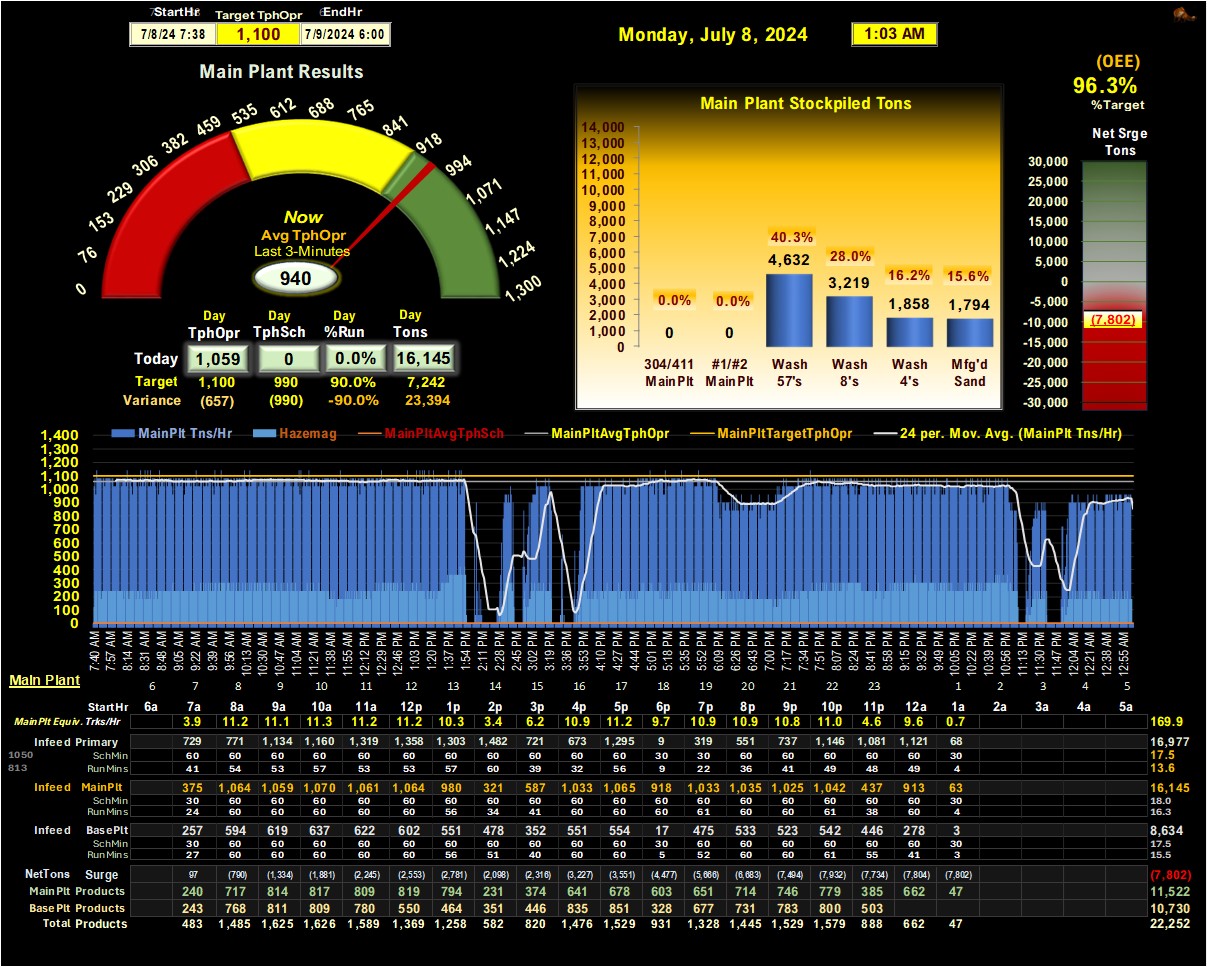 StartHr Target TphOpr EndHr
7/8/24 7:38 1,100 7/9/2024 6:00
Monday, July 8, 2024 1:03 AM
(OEE)
96.3%
%Target
Main Plant Results
0 76 153 229 306 382 459 535 612 688 765 841 918 994 1,071 1,147 1,224 1,300
Now
Avg TphOpr
Last 3-Minutes
940
Day Day Day Day
TphOpr TphSch %Run Tons
Today 1,059 0 0.0% 16,145
Target 1,100 990 90.0% 7,242
Variance (657) (990) -90.0% 23,394
Main Plant Stockpiled Tons
14,000
13,000
12,000
11,000
10,000
9,000
8,000
7,000
6,000
5,000
4,000
3,000
2,000
1,000
0
0.0% 0.0% 40.3% 28.0% 16.2% 15.6%
0 0 4,632 3,219 1,858 1,794
304/411 #1/#2 Wash Wash Wash Mfg'd
MainPlt MainPlt 57's 8's 4's Sand
Net Srge
Tons
30,000
25,000
20,000
15,000
10,000
5,000
0
-5,000
-10,000
-15,000
-20,000
-25,000
-30,000
(7,802)
MainPlt Tns/Hr Hazemag MainPltAvgTphSch MainPltAvgTphOpr MainPltTargetTphOpr 24 per. Mov. Avg. (MainPlt Tns/Hr)
1,400
1,300
1,200
1,100
1,000
900
800
700
600
500
400
300
200
100
0
7:40 AM 7:57 AM 8:14 AM 8:31 AM 8:48 AM 9:05 AM 9:22 AM 9:39 AM 9:56 AM 10:13 AM 10:30 AM 10:47 AM 11:04 AM 11:21 AM 11:38 AM 11:55 AM 12:12 PM 12:29 PM 12:46 PM 1:03 PM 1:20 PM 1:37 PM 1:54 PM 2:11 PM 2:28 PM 2:45 PM 3:02 PM 3:19 PM 3:36 PM 3:53 PM 4:10 PM 4:27 PM 4:44 PM 5:01 PM 5:18 PM 5:35 PM 5:52 PM 6:09 PM 6:26 PM 6:43 PM 7:00 PM 7:17 PM 7:34 PM 7:51 PM 8:07 PM 8:24 PM 8:41 PM 8:58 PM 9:15 PM 9:32 PM 9:49 PM 10:05 PM 10:22 PM 10:39 PM 10:56 PM 11:13 PM 11:30 PM 11:47 PM 12:04 AM 12:21 AM 12:38 AM 12:55 AM
Main Plant 6 7 8 9 10 11 12 13 14 15 16 17 18 19 20 21 22 23 1 2 3 4 5
StartHr 6a 7a 8a 9a 10a 11a 12p 1p 2p 3p 4p 5p 6p 7p 8p 9p 10p 11p 12a 1a 2a 3a 4a 5a
MainPlt Equiv. Trks/Hr 3.9 11.2 11.1 11.3 11.2 11.2 10.3 3.4 6.2 10.9 11.2 9.7 10.9 10.9 10.8 11.0 4.6 9.6 0.7 169.9
Infeed Primary 729 771 1,134 1,160 1,319 1,358 1,303 1,482 721 673 1,295 9 319 551 737 1,146 1,081 1,121 68 16,977
1050 SchMin 60 60 60 60 60 60 60 60 60 60 60 30 30 60 60 60 60 60 30 17.5
813 RunMins 41 54 53 57 53 53 57 60 39 32 56 9 22 36 41 49 48 49 4 13.6
Infeed MainPlt 375 1,064 1,059 1,070 1,061 1,064 980 321 587 1,033 1,065 918 1,033 1,035 1,025 1,042 437 913 63 16,145
SchMin 30 60 60 60 60 60 60 60 60 60 60 60 60 60 60 60 60 60 30 18.0
RunMins 24 60 60 60 60 60 56 34 41 60 60 60 61 60 60 61 38 60 4 16.3
Infeed BasePlt 257 594 619 637 622 602 551 478 352 551 554 17 475 533 523 542 446 278 3 8,634
SchMin 30 60 60 60 60 60 60 60 60 60 60 30 60 60 60 60 60 60 30 17.5
RunMins 27 60 60 60 60 60 56 51 40 60 60 5 52 60 60 61 55 41 3 15.5
NetTons Surge 97 (790) (1,334) (1,881) (2,245) (2,553) (2,781) (2,098) (2,316) (3,227) (3,551) (4,477) (5,666) (6,683) (7,494) (7,932) (7,734) (7,804) (7,802) (7,802)
MainPlt Products 240 717 814 817 809 819 794 231 374 641 678 603 651 714 746 779 385 662 47 11,522
BasePlt Products 243 768 811 809 780 550 464 351 446 835 851 328 677 731 783 800 503 10,730
Total Products 483 1,485 1,625 1,626 1,589 1,369 1,258 582 820 1,476 1,529 931 1,328 1,445 1,529 1,579 888 662 47 22,252